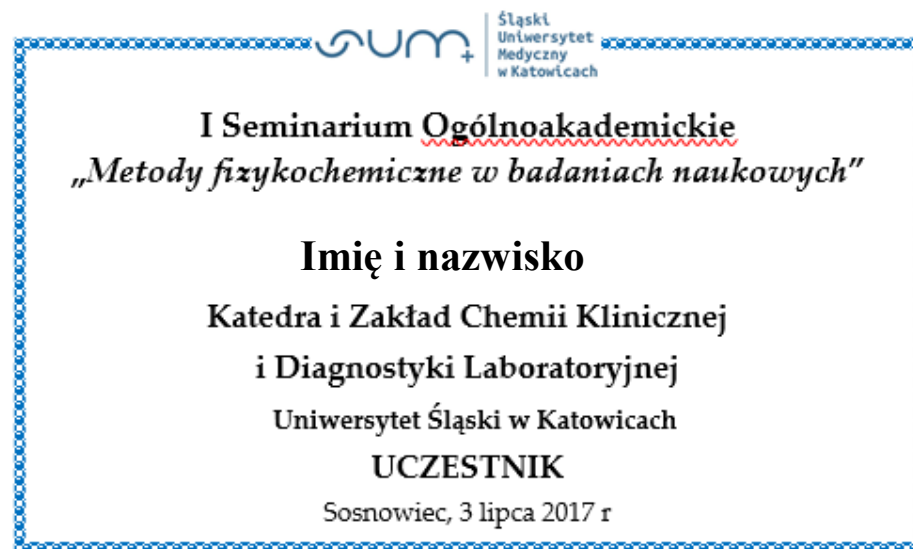 sum+
Śląski
Uniwersytet
Medyczny
w Katowicach
I Seminarium Ogólnoakademickie
„Metody fizykochemiczne w badaniach naukowych”
Imię i nazwisko
Katedra i Zakład Chemii Klinicznej
i Diagnostyki Laboratoryjnej
Uniwersytet Śląski w Katowicach
UCZESTNIK
Sosnowiec, 3 lipca 2017 r